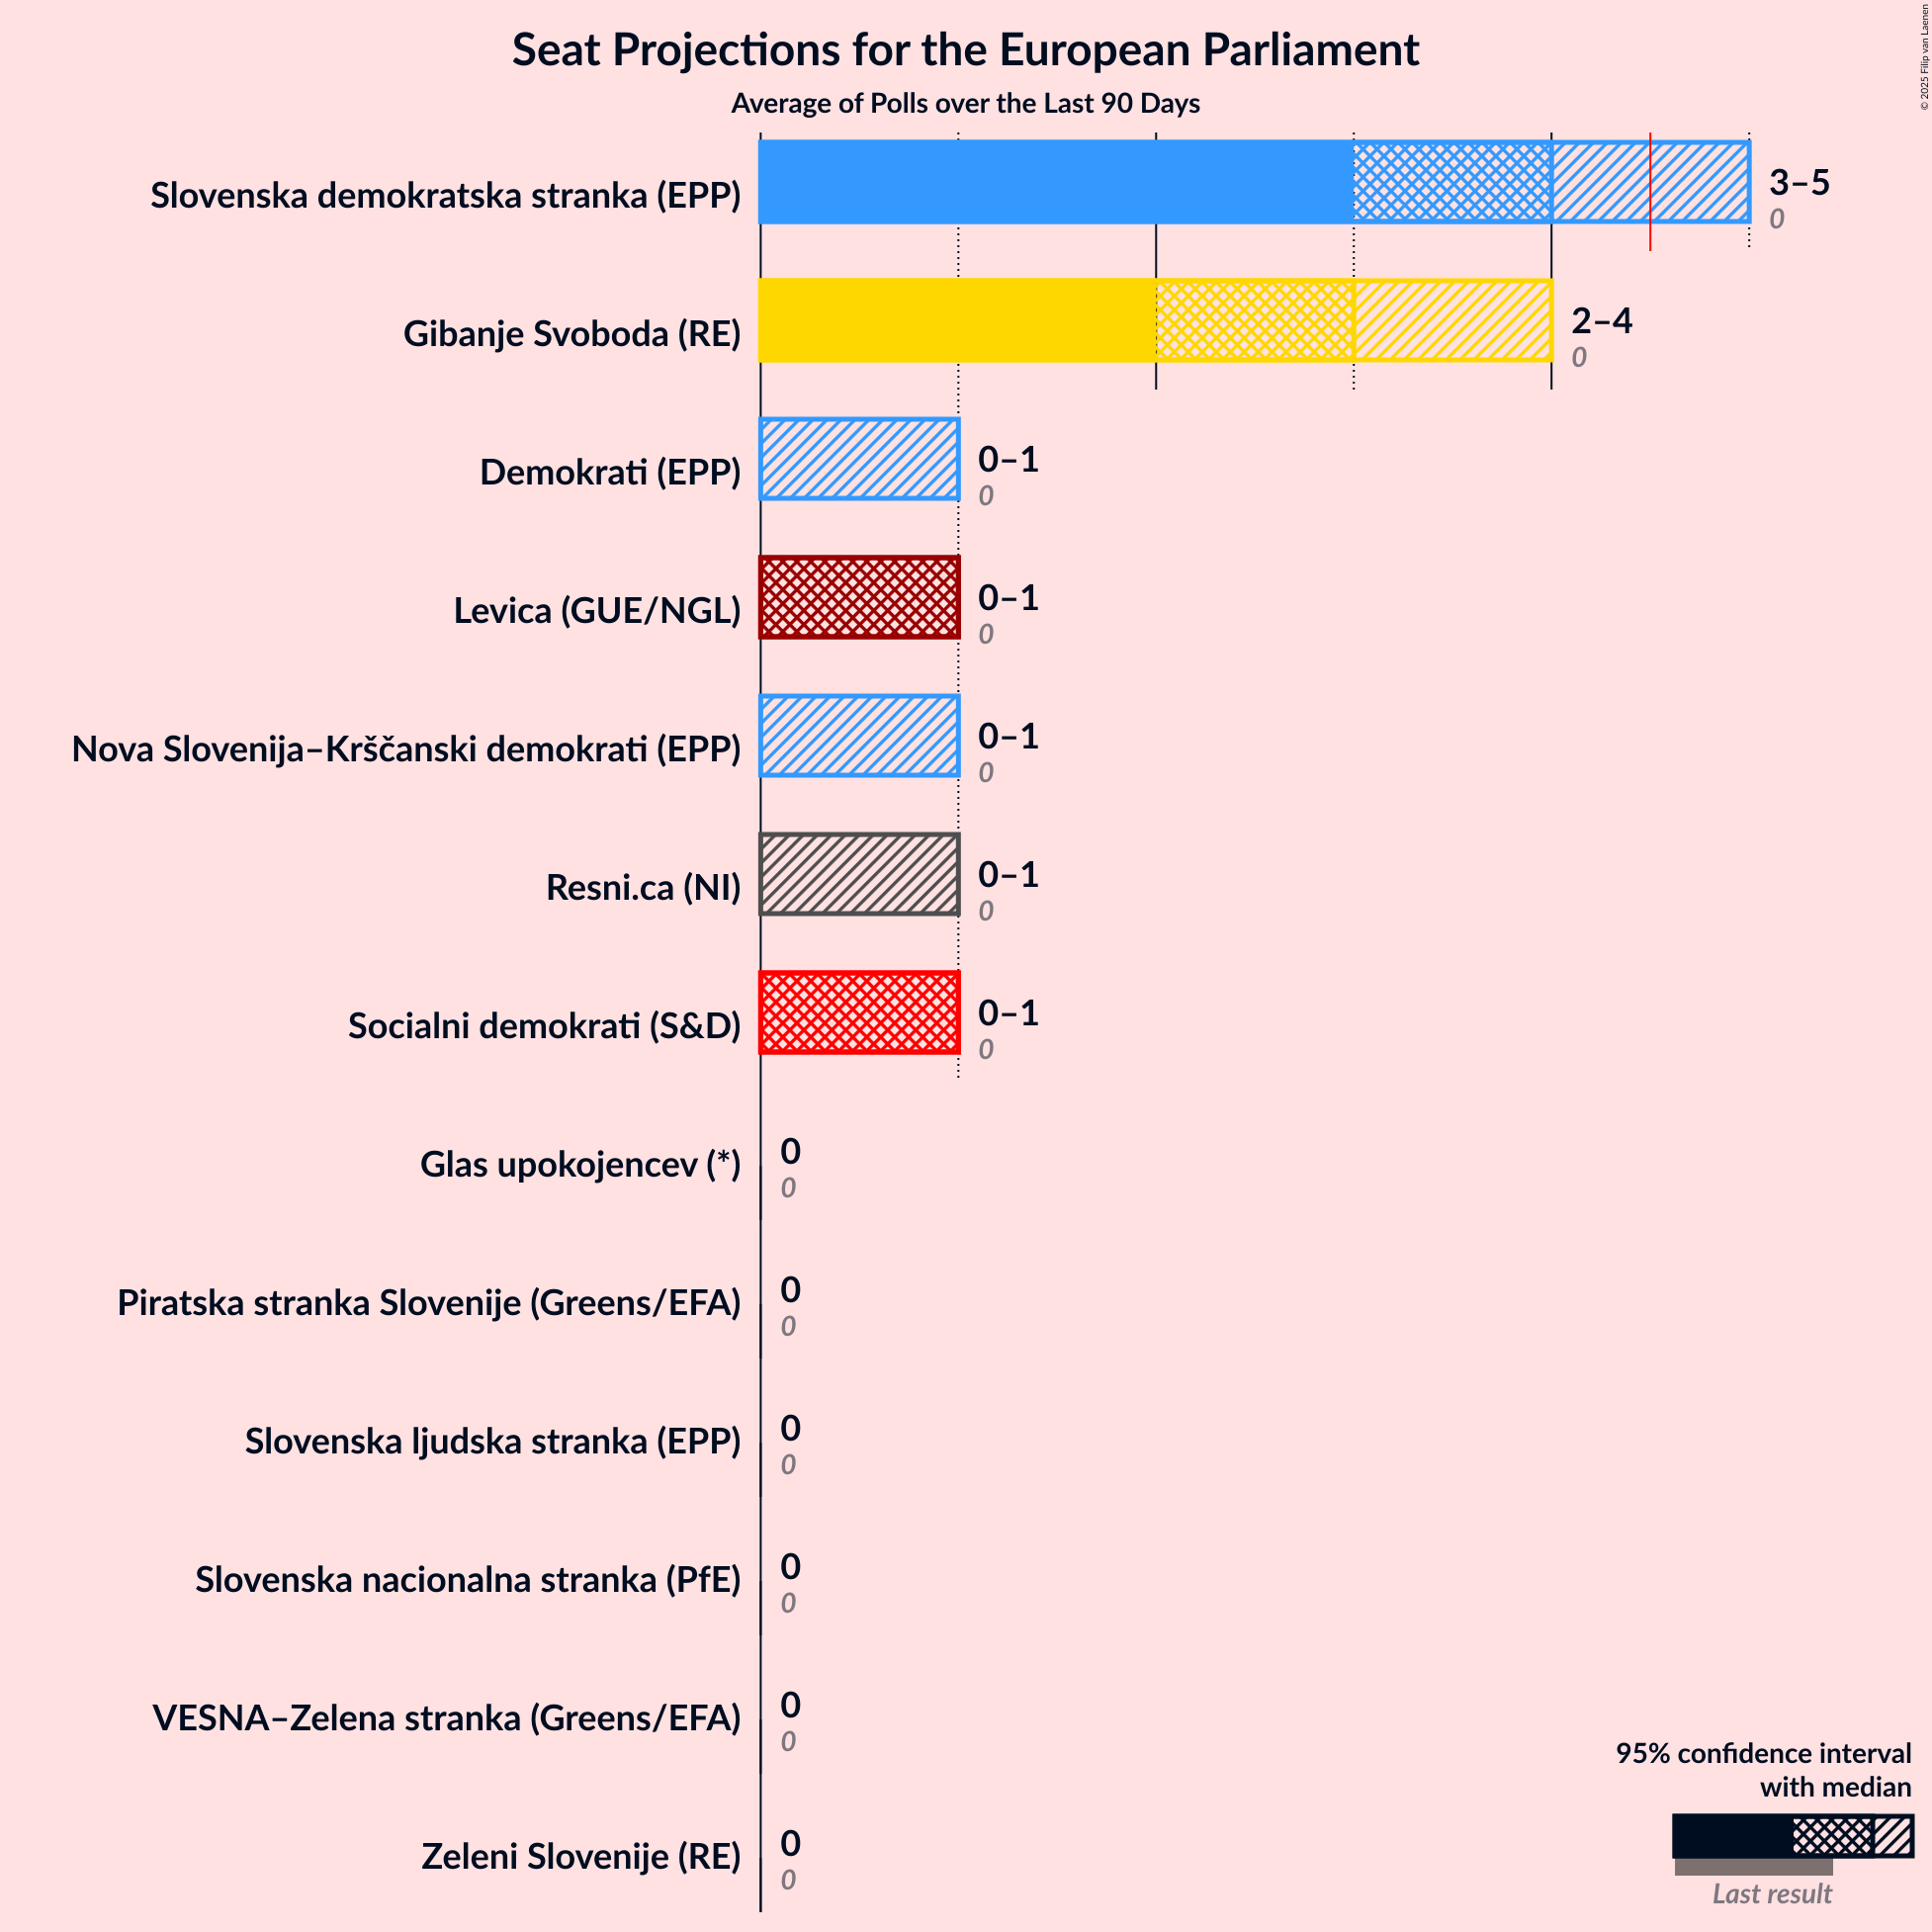 Seat Projections for the European Parliament
Average of Polls over the Last 90 Days
© 2025 Filip van Laenen
Slovenska demokratska stranka (EPP)
3–5
0
Gibanje Svoboda (RE)
2–4
0
Demokrati (EPP)
0–1
0
Levica (GUE/NGL)
0–1
0
Nova Slovenija–Krščanski demokrati (EPP)
0–1
0
Resni.ca (NI)
0–1
0
Socialni demokrati (S&D)
0–1
0
Glas upokojencev (*)
0
0
Piratska stranka Slovenije (Greens/EFA)
0
0
Slovenska ljudska stranka (EPP)
0
0
Slovenska nacionalna stranka (PfE)
0
0
VESNA–Zelena stranka (Greens/EFA)
0
0
Zeleni Slovenije (RE)
0
0
95% confidence interval
with median
Last result